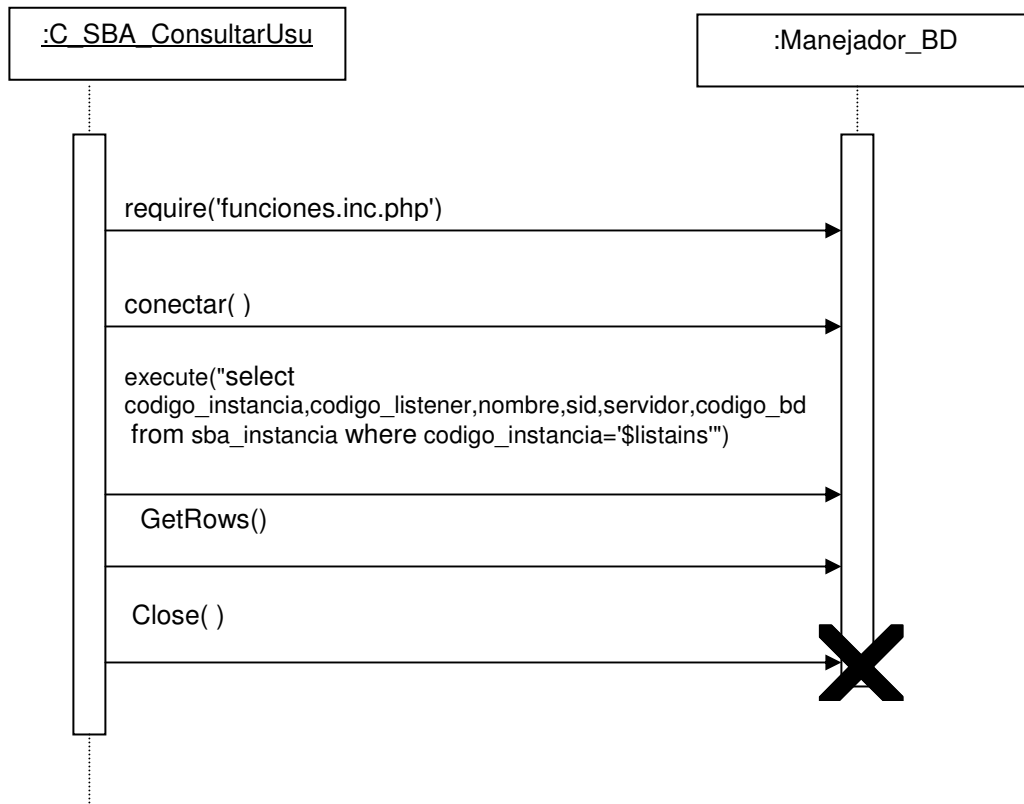 :C_SBA_ConsultarUsu
:Manejador_BD
require('funciones.inc.php')
conectar( )
execute("select
codigo_instancia,codigo_listener,nombre,sid,servidor,codigo_bd
from sba_instancia where codigo_instancia='$listains'")
GetRows()
Close( )